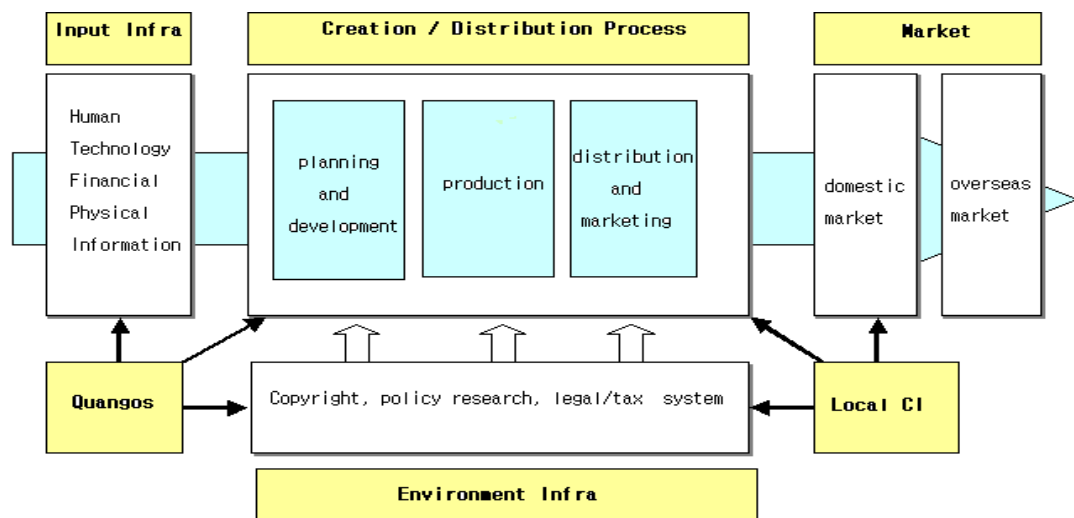 Input Infra
Creation / Distribution Process
Market
Human
Technology
Financial
Physical
Information
planning
and
development
production
distribution
and
marketing
domestic
market
overseas
market
Quangos
Copyright, policy research, legal/tax system
Local CI
Environment Infra